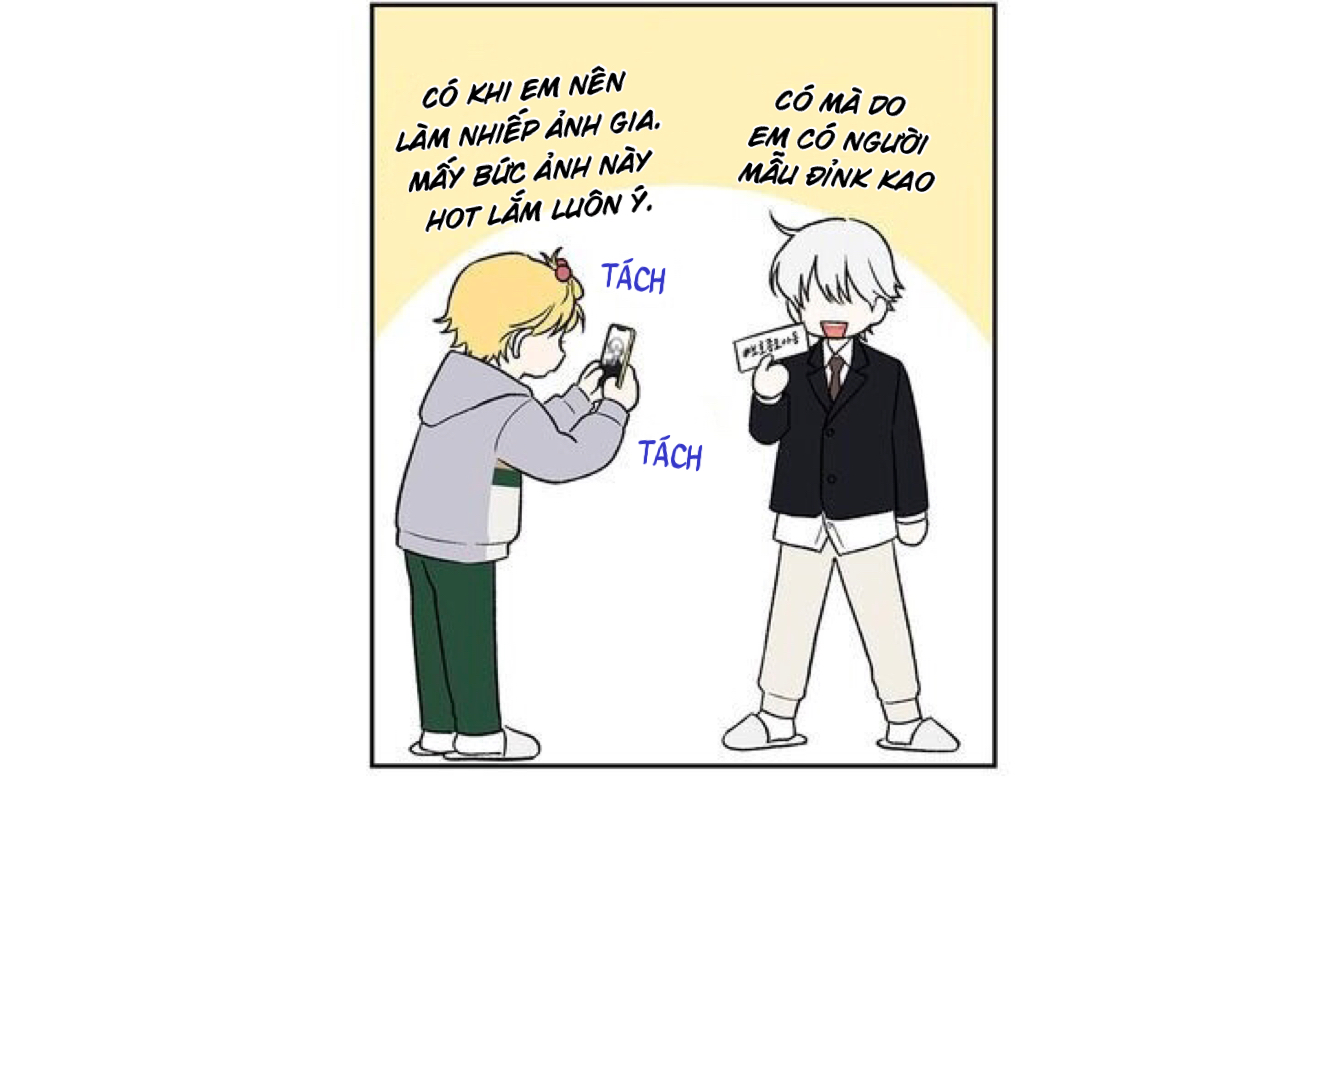 CÓ KHI EM NÊN
LÀM NHIẾP ẢNH GIA.
MẤY BỨC ẢNH NÀY
HOT LẮM LUÔN Ý.
CÓ MÀ DO
EM CÓ NGƯỜI
MẪU ĐỈNK KAO
TÁCH
TÁCH